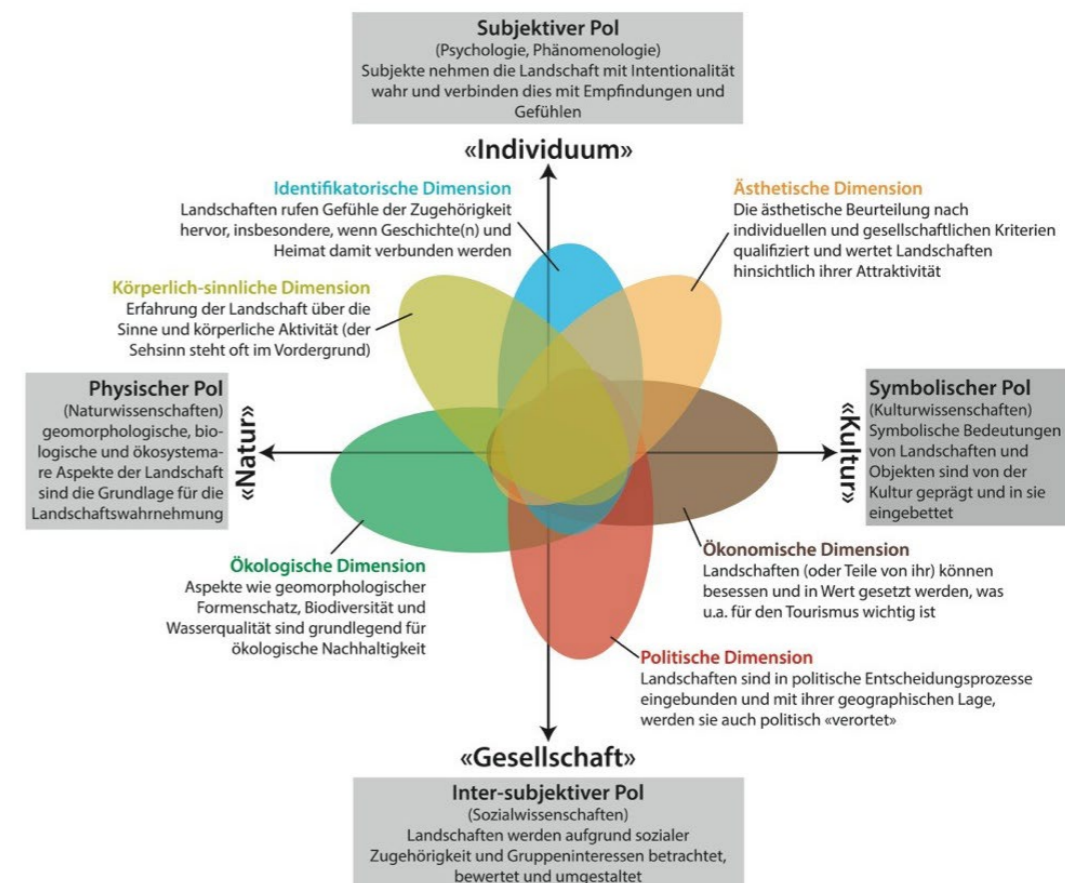 Subjektiver Pol
(Psychologie, Phänomenologie)
Subjekte nehmen die Landschaft mit Intentionalität
wahr und verbinden dies mit Empfindungen und
Gefühlen
«Individuum»
Identifikatorische Dimension
Landschaften rufen Gefühle der Zugehörigkeit
hervor, insbesondere, wenn Geschichte(n) und
Heimat damit verbunden werden
Ästhetische Dimension
Die ästhetische Beurteilung nach
individuellen und gesellschaftlichen Kriterien
qualifiziert und wertet Landschaften
hinsichtlich ihrer Attraktivität
Körperlich-sinnliche Dimension
Erfahrung der Landschaft über die
Sinne und körperliche Aktivität (der
Sehsinn steht oft im Vordergrund)
Physischer Pol
(Naturwissenschaften)
geomorphologische, bio-
logische und ökosystema-
re Aspekte der Landschaft
sind die Grundlage für die
Landschaftswahrnehmung
«Natur»
«Kultur»
Symbolischer Pol
(Kulturwissenschaften)
Symbolische Bedeutungen
von Landschaften und
Objekten sind von der
Kultur geprägt und in sie
eingebettet
Ökologische Dimension
Aspekte wie geomorphologischer
Formenschatz, Biodiversität und
Wasserqualität sind grundlegend für
ökologische Nachhaltigkeit
Ökonomische Dimension
Landschaften (oder Teile von ihr) können
besessen und in Wert gesetzt werden, was
u.a. für den Tourismus wichtig ist
Politische Dimension
Landschaften sind in politische Entscheidungsprozesse
eingebunden und mit ihrer geographischen Lage,
werden sie auch politisch «verortet»
«Gesellschaft»
Inter-subjektiver Pol
(Sozialwissenschaften)
Landschaften werden aufgrund sozialer
Zugehörigkeit und Gruppeninteressen betrachtet,
bewertet und umgestaltet